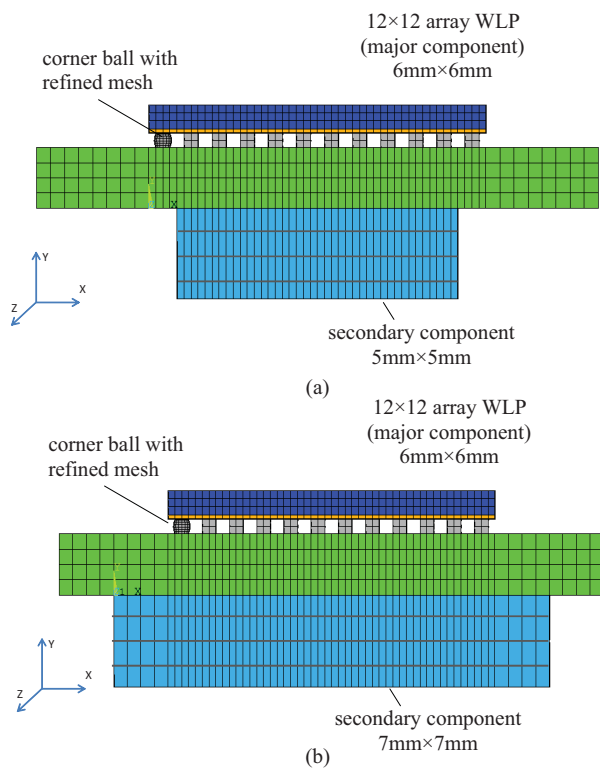 12×12 array WLP
(major component)
6mm×6mm
corner ball with
refined mesh
X
Y
X
Z
secondary component
5mm×5mm
(a)
12×12 array WLP
(major component)
6mm×6mm
corner ball with
refined mesh
1
X
Y
X
Z
secondary component
7mm×7mm
(b)